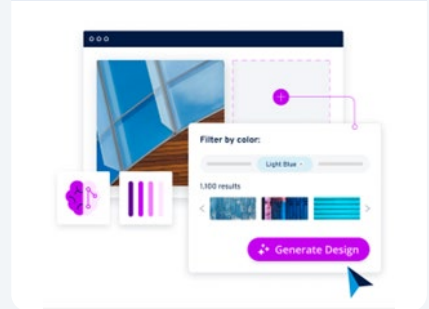 Filter by color:
Light Blue
1,100 results
Generate Design